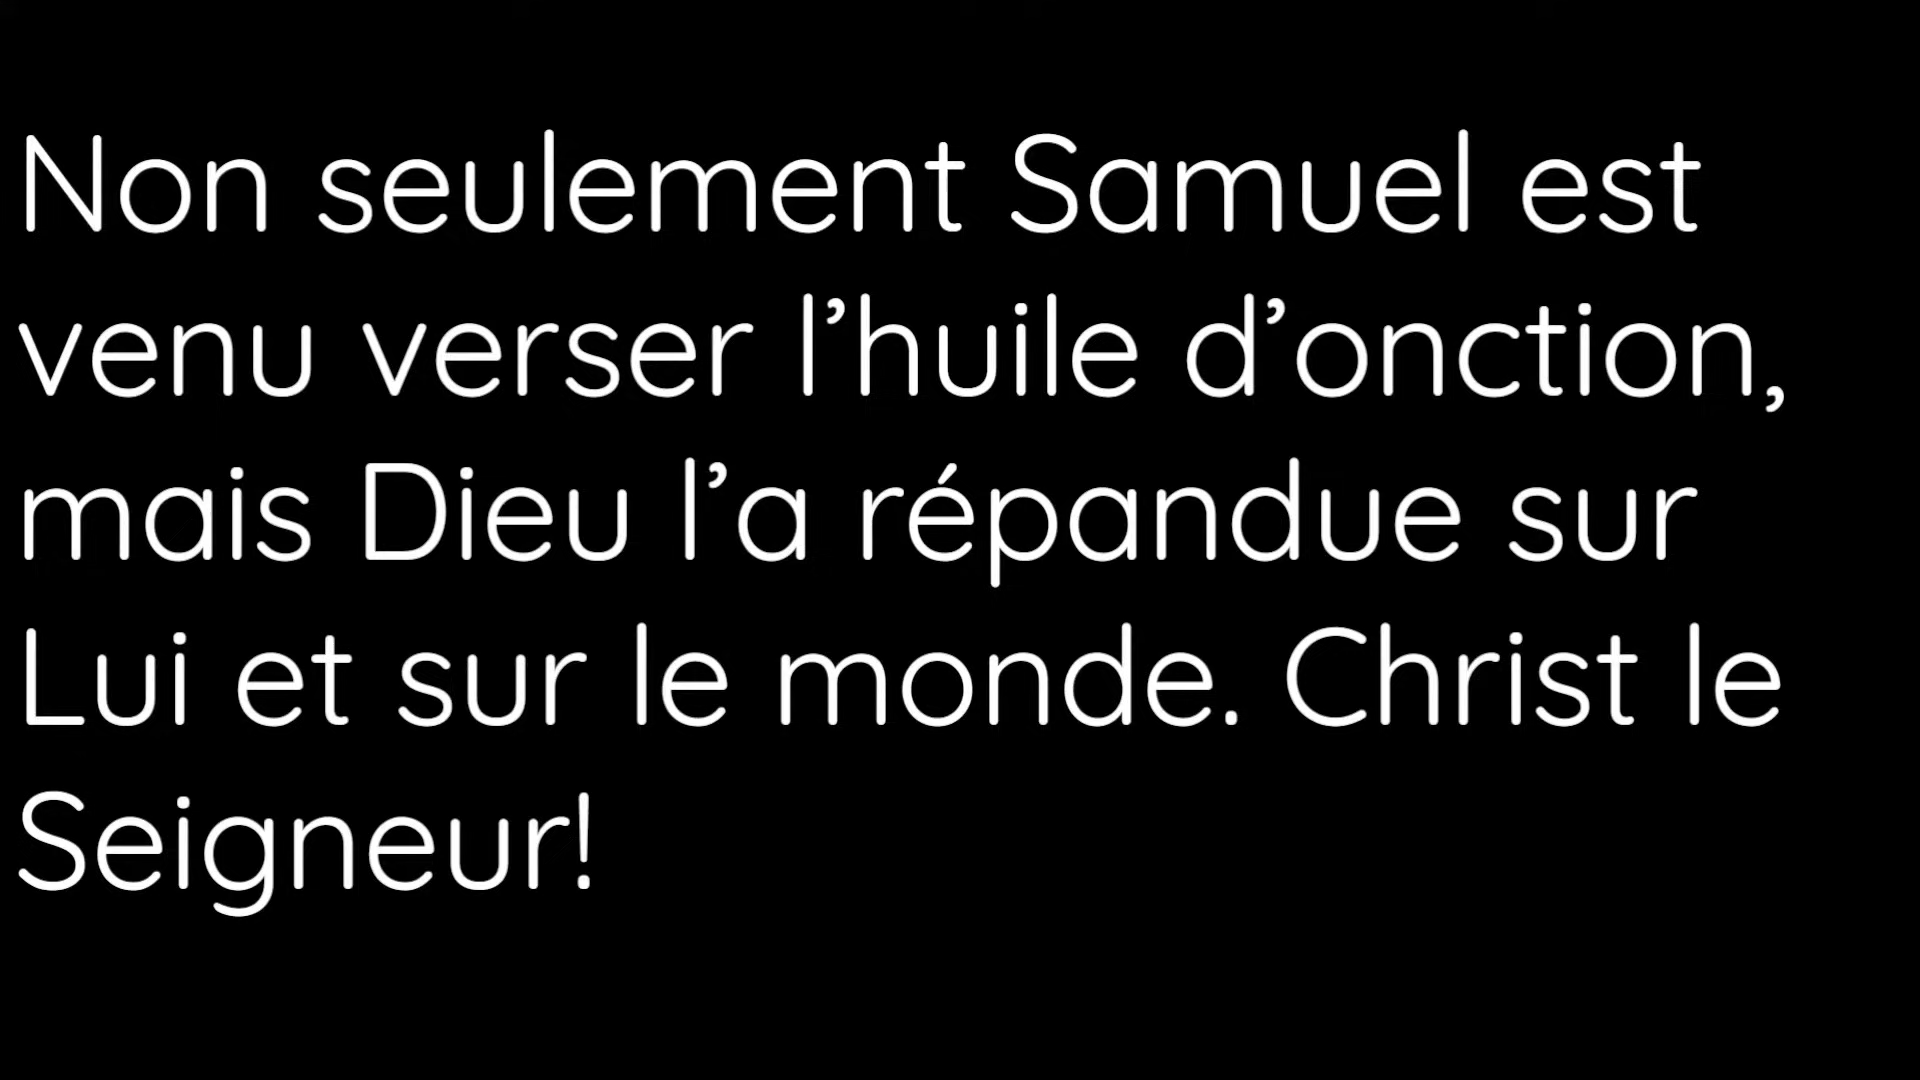 Non seulement Samuel est
venu verser l’huile d’onction,
mais Dieu l’a répandue sur
Lui et sur le monde. Christ le
Seigneur!